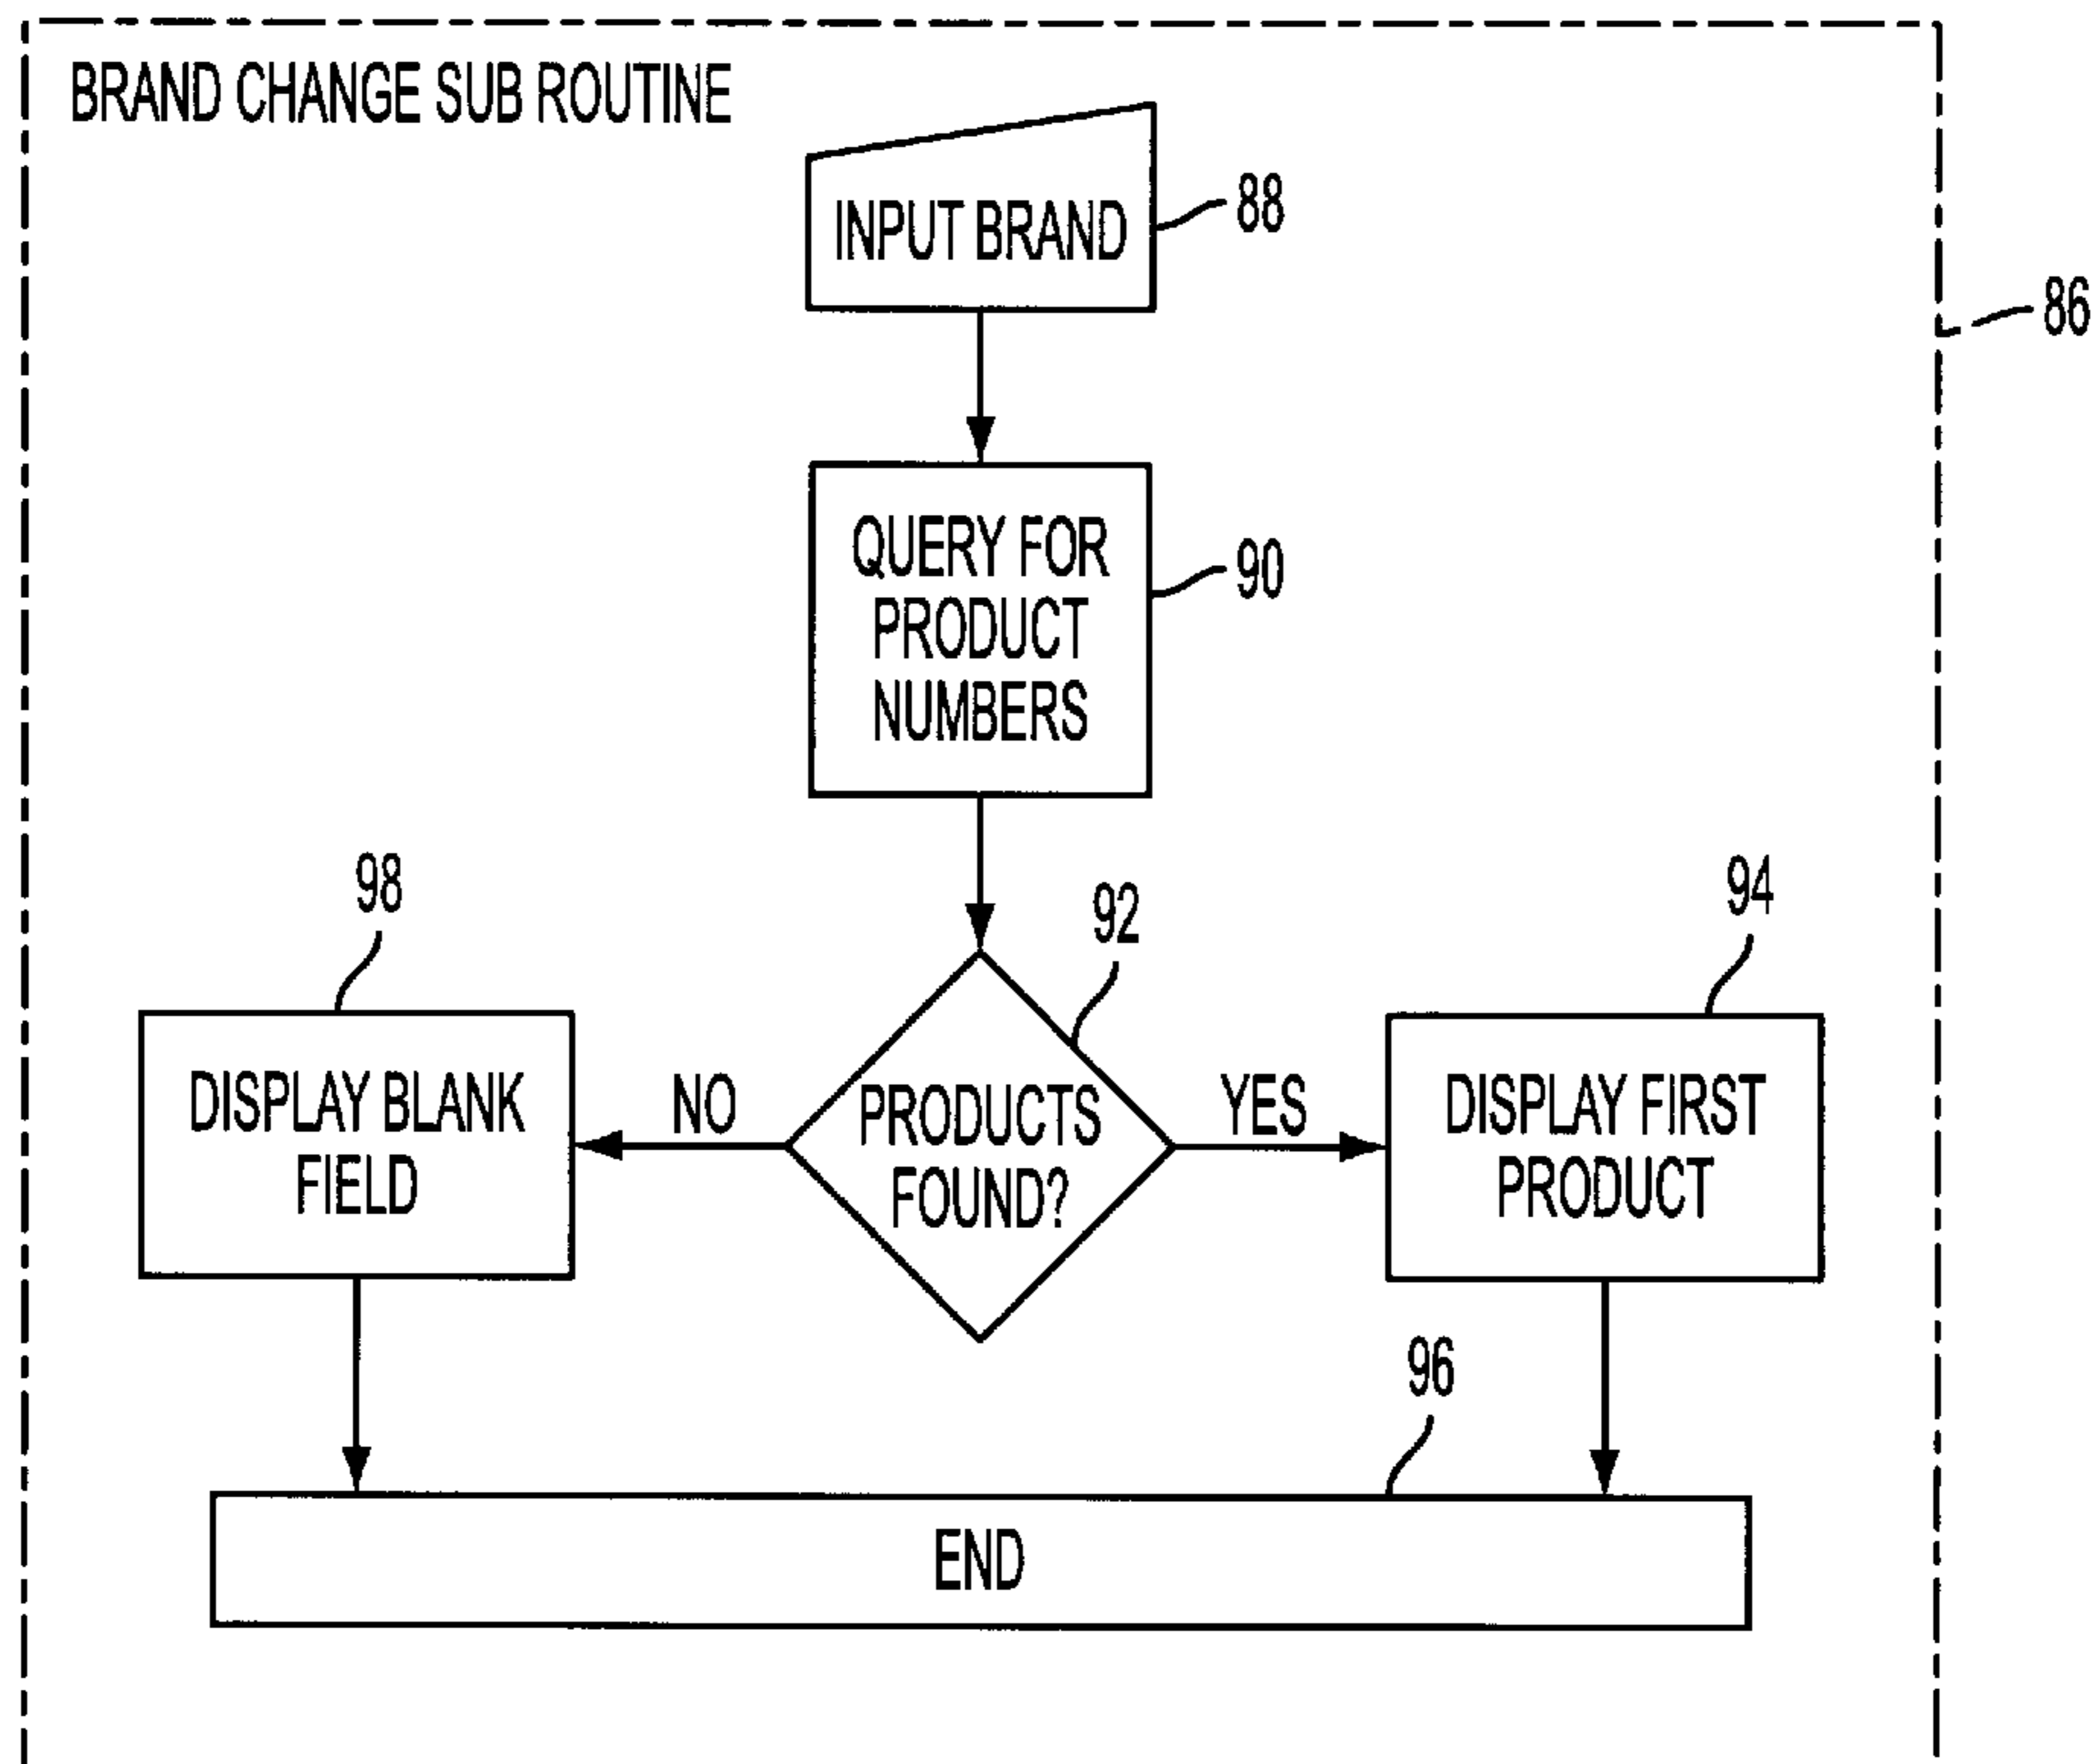 BRAND CHANGE SUB ROUTINE
INPUT BRAND
88
86
QUERY FOR
PRODUCT
NUMBERS
90
98
92
94
DISPLAY BLANK
FIELD
NO
PRODUCTS
FOUND?
YES
DISPLAY FIRST
PRODUCT
96
END